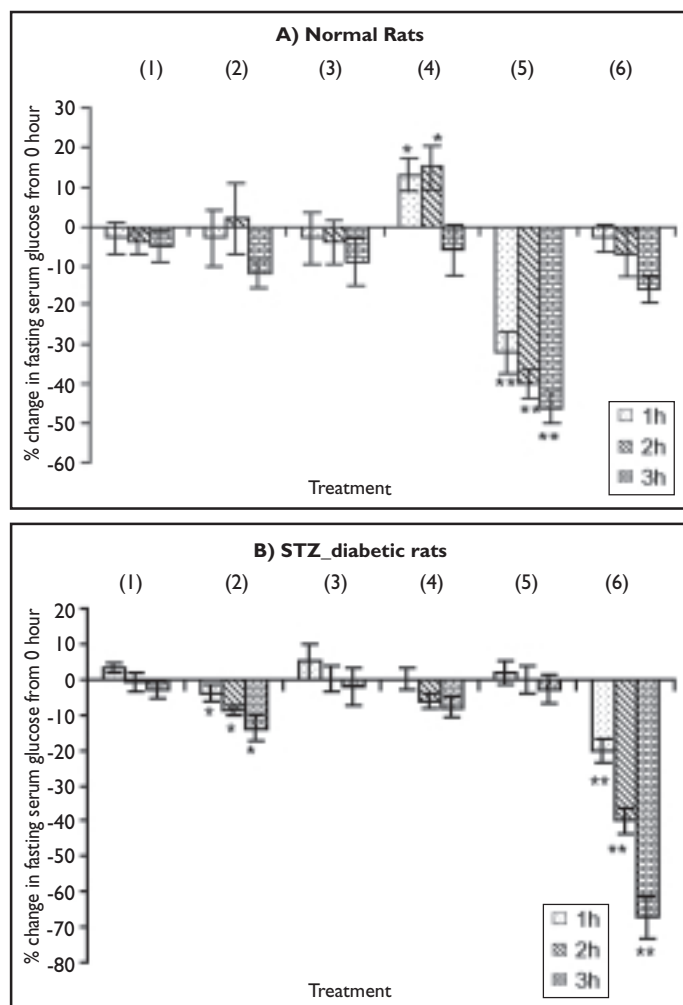 A) Normal Rats
(1) (2) (3) (4) (5) (6)
30
20
10
0
-10
-20
-30
-40
-50
-60
% change in fasting serum glucose from 0 hour
* *
** ** **
1h
2h
3h
Treatment
B) STZ_diabetic rats
(1) (2) (3) (4) (5) (6)
20
10
0
-10
-20
-30
-40
-50
-60
-70
-80
% change in fasting serum glucose from 0 hour
* * *
** ** **
1h
2h
3h
Treatment